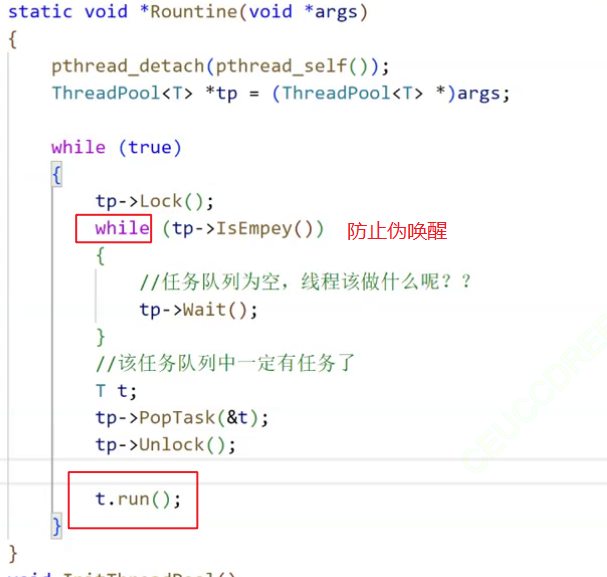 static void *Rountine(void *args)
{
pthread_detach(pthread_self());
ThreadPool<T> *tp = (ThreadPool<T> *)args;
while (true)
{
tp->Lock();
while (tp->IsEmpey()) 防止伪唤醒
{
//任务队列为空，线程该做什么呢？？
tp->Wait();
}
//该任务队列中一定有任务了
T t;
tp->PopTask(&t);
tp->Unlock();
t.run();
}
}
void InitThreadPool()